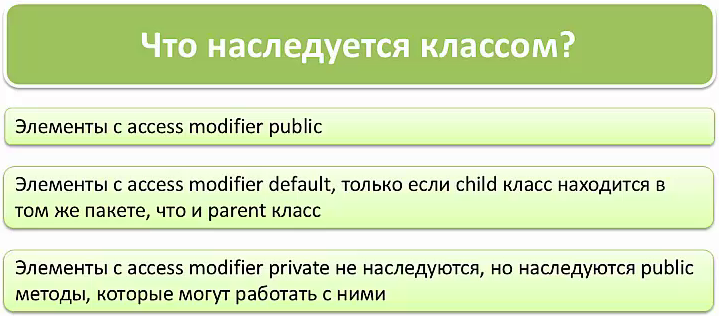 Что наследуется классом?
Элементы с access modifier public
Элементы с access modifier default, только если child класс находится в
том же пакете, что и parent класс
Элементы с access modifier private не наследуются, но наследуются public
методы, которые могут работать с ними